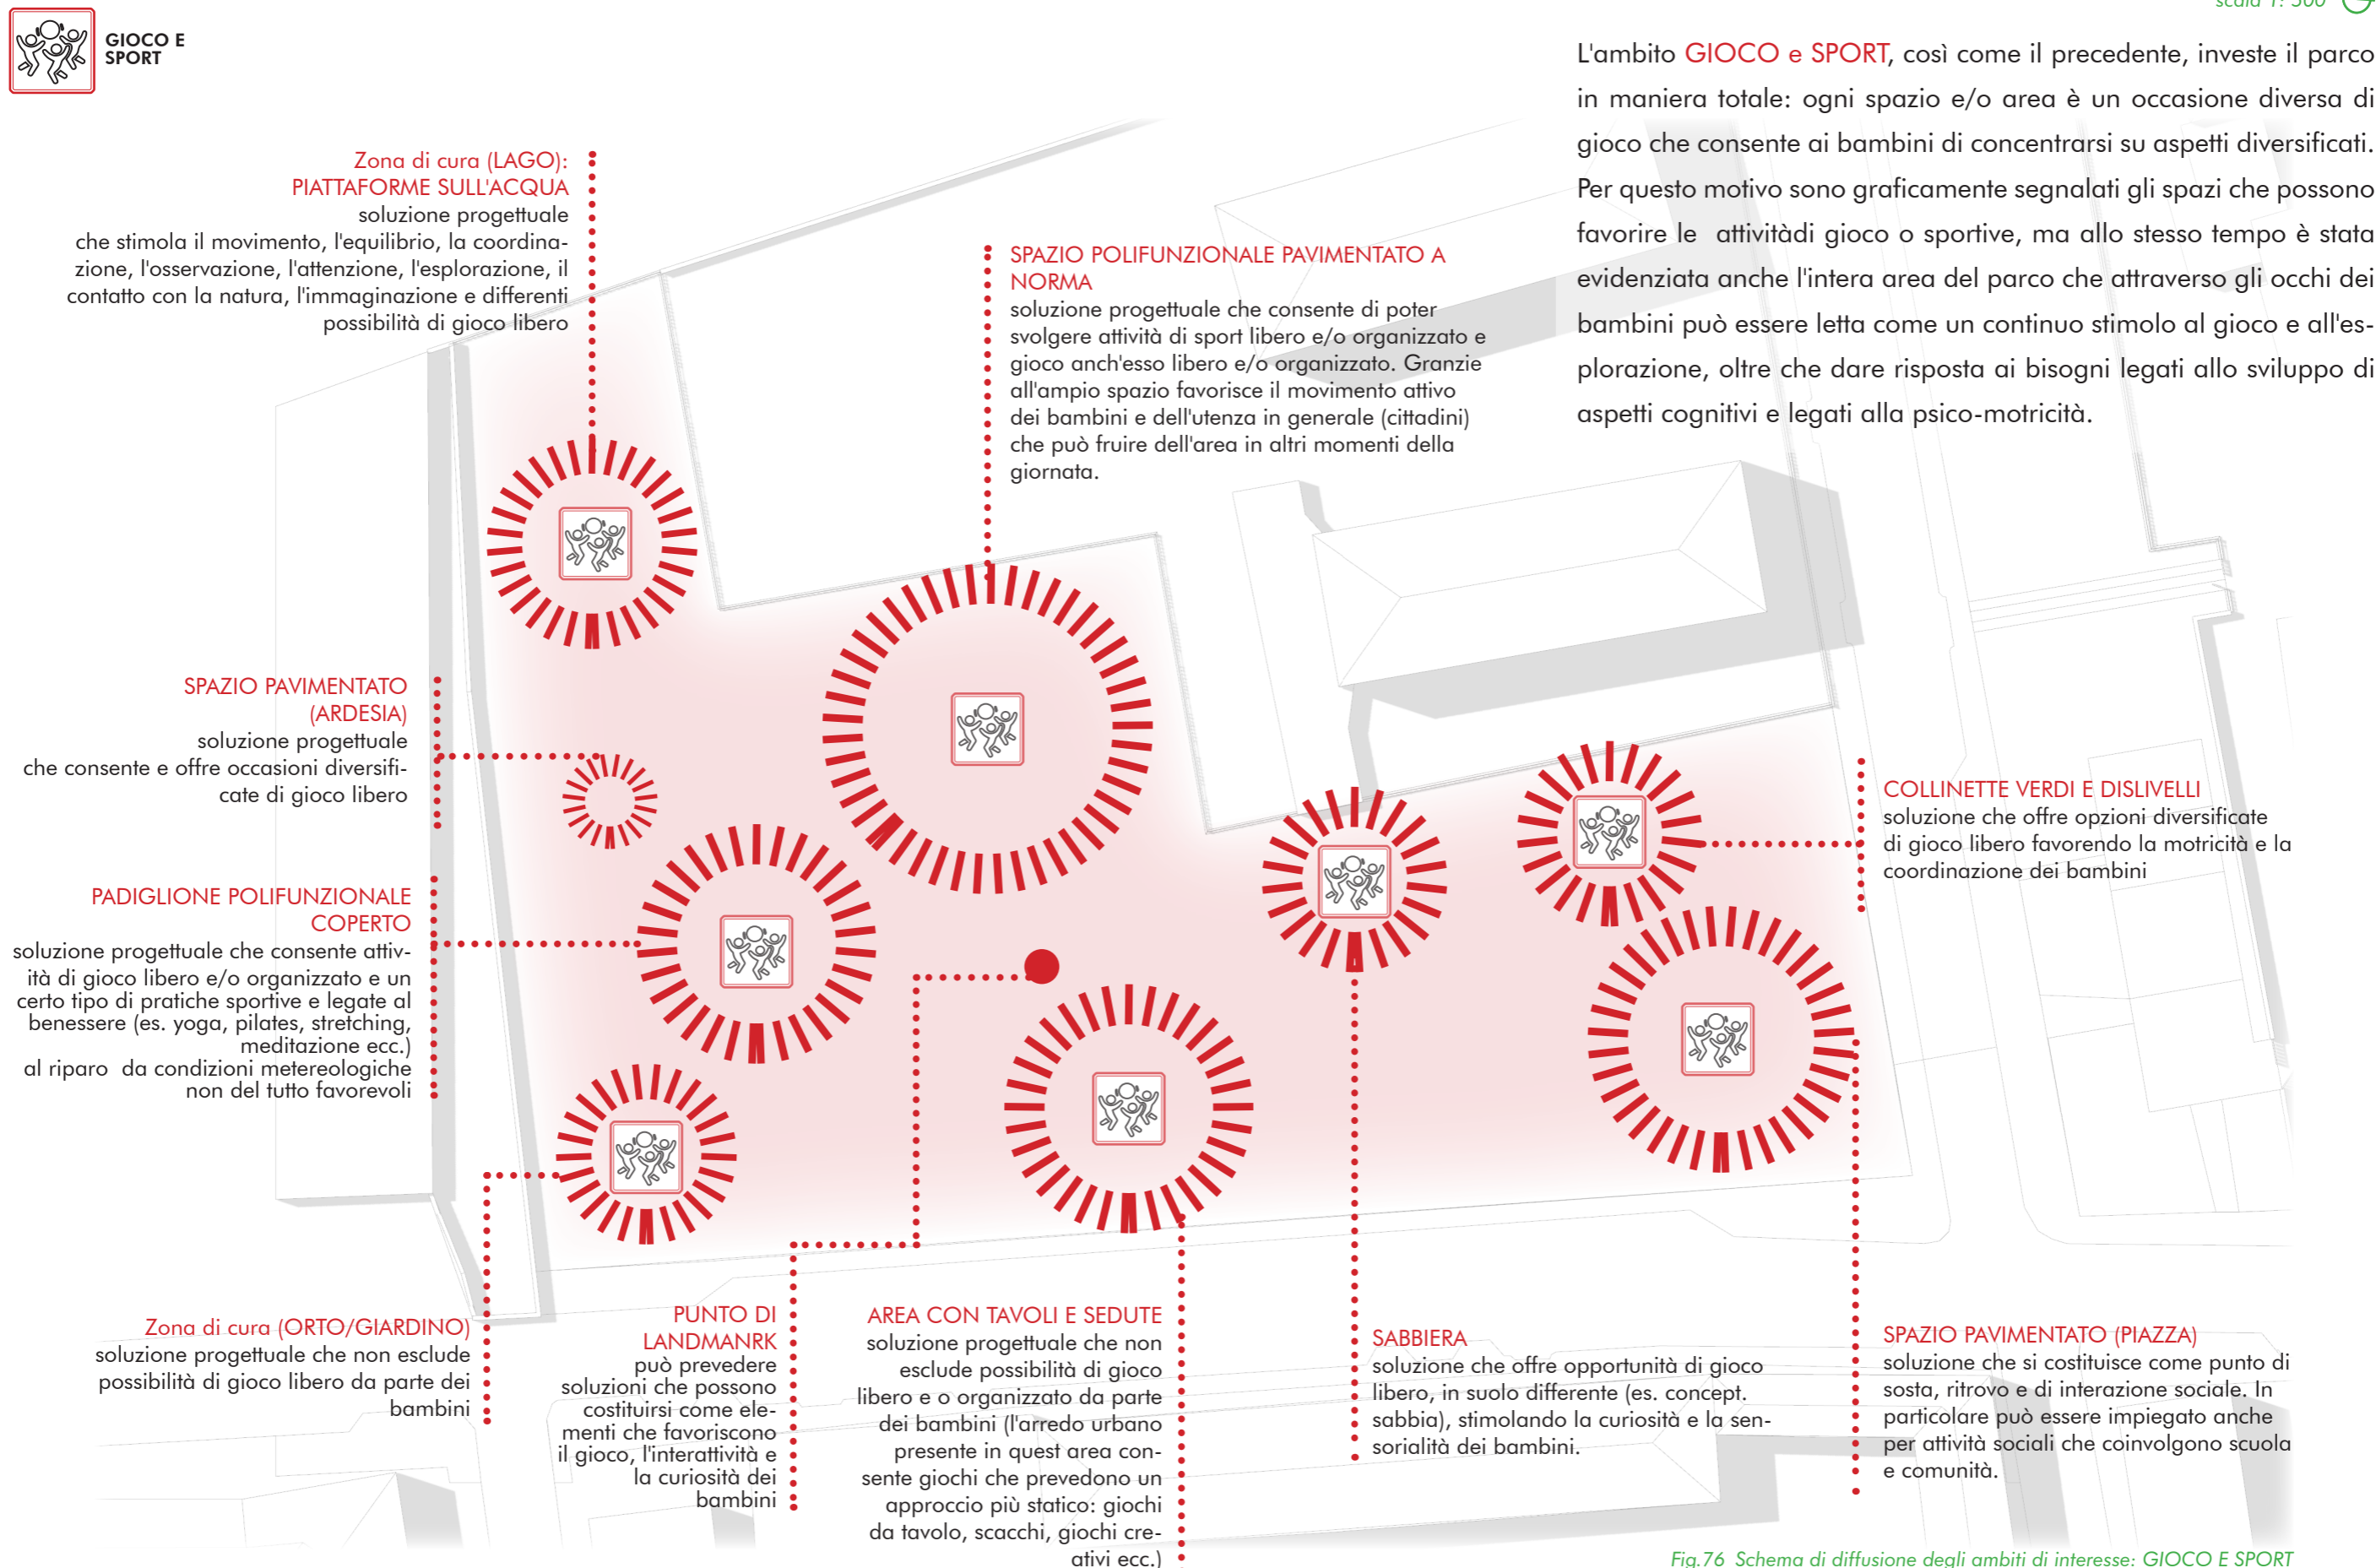 GIOCO E
SPORT
scala 1: 500
L'ambito GIOCO e SPORT, così come il precedente, investe il parco
in maniera totale: ogni spazio e/o area è un occasione diversa di
gioco che consente ai bambini di concentrarsi su aspetti diversificati.
Per questo motivo sono graficamente segnalati gli spazi che possono
favorire le attivitàdi gioco o sportive, ma allo stesso tempo è stata
evidenziata anche l'intera area del parco che attraverso gli occhi dei
bambini può essere letta come un continuo stimolo al gioco e all'es-
plorazione, oltre che dare risposta ai bisogni legati allo sviluppo di
aspetti cognitivi e legati alla psico-motricità.
Zona di cura (LAGO):
PIATTAFORME SULL'ACQUA
soluzione progettuale
che stimola il movimento, l'equilibrio, la coordina-
zione, l'osservazione, l'attenzione, l'esplorazione, il
contatto con la natura, l'immaginazione e differenti
possibilità di gioco libero
SPAZIO POLIFUNZIONALE PAVIMENTATO A
NORMA
soluzione progettuale che consente di poter
svolgere attività di sport libero e/o organizzato e
gioco anch'esso libero e/o organizzato. Granzie
all'ampio spazio favorisce il movimento attivo
dei bambini e dell'utenza in generale (cittadini)
che può fruire dell'area in altri momenti della
giornata.
SPAZIO PAVIMENTATO
(ARDESIA)
soluzione progettuale
che consente e offre occasioni diversifi-
cate di gioco libero
PADIGLIONE POLIFUNZIONALE
COPERTO
soluzione progettuale che consente attiv-
ità di gioco libero e/o organizzato e un
certo tipo di pratiche sportive e legate al
benessere (es. yoga, pilates, stretching,
meditazione ecc.)
al riparo da condizioni metereologiche
non del tutto favorevoli
COLLINETTE VERDI E DISLIVELLI
soluzione che offre opzioni diversificate
di gioco libero favorendo la motricità e la
coordinazione dei bambini
Zona di cura (ORTO/GIARDINO)
soluzione progettuale che non esclude
possibilità di gioco libero da parte dei
bambini
PUNTO DI
LANDMANRK
può prevedere
soluzioni che possono
costituirsi come ele-
menti che favoriscono
il gioco, l'interattività e
la curiosità dei
bambini
AREA CON TAVOLI E SEDUTE
soluzione progettuale che non
esclude possibilità di gioco
libero e o organizzato da parte
dei bambini (l'arredo urbano
presente in quest area con-
sente giochi che prevedono un
approccio più statico: giochi
da tavolo, scacchi, giochi cre-
ativi ecc.)
SABBIERA
soluzione che offre opportunità di gioco
libero, in suolo differente (es. concept.
sabbia), stimolando la curiosità e la sen-
sorialità dei bambini.
SPAZIO PAVIMENTATO (PIAZZA)
soluzione che si costituisce come punto di
sosta, ritrovo e di interazione sociale. In
particolare può essere impiegato anche
per attività sociali che coinvolgono scuola
e comunità.
Fig.76 Schema di diffusione degli ambiti di interesse: GIOCO E SPORT